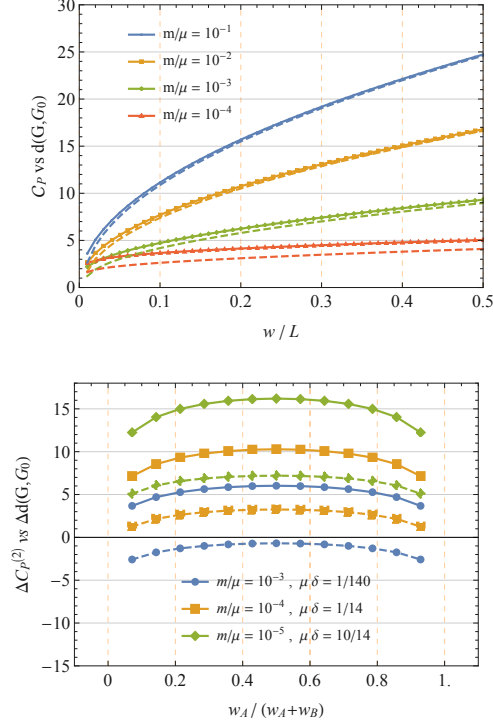 30
25
20
15
10
5
0
C_P vs d(G,G_0)
m/μ = 10^{-1}
m/μ = 10^{-2}
m/μ = 10^{-3}
m/μ = 10^{-4}
0 0.1 0.2 0.3 0.4 0.5
w / L
15
10
5
0
-5
-10
-15
ΔC_P^{(2)} vs Δd(G,G_0)
m/μ = 10^{-3} , μ δ = 1/140
m/μ = 10^{-4} , μ δ = 1/14
m/μ = 10^{-5} , μ δ = 10/14
0 0.2 0.4 0.6 0.8 1.
w_A / (w_A+w_B)